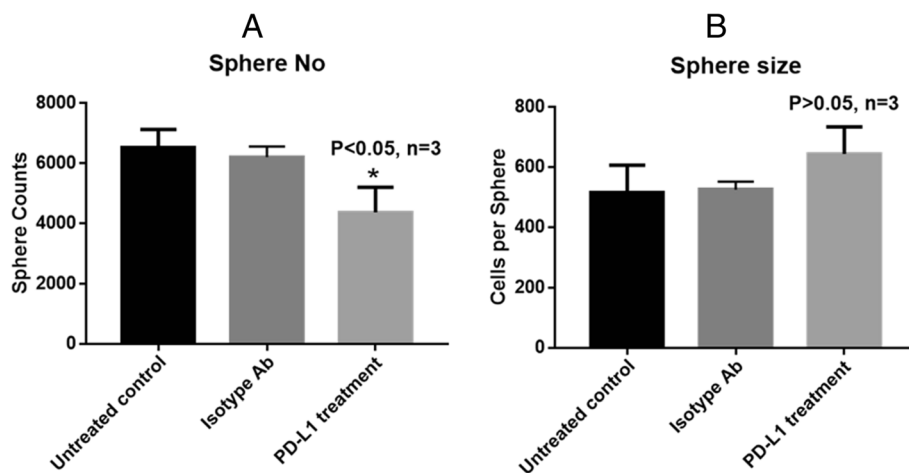 A
Sphere No
Sphere Counts
8000
6000
4000
2000
0
P<0.05, n=3
*
Untreated control
Isotype Ab
PD-L1 treatment
B
Sphere size
Cells per Sphere
800
600
400
200
0
P>0.05, n=3
Untreated control
Isotype Ab
PD-L1 treatment